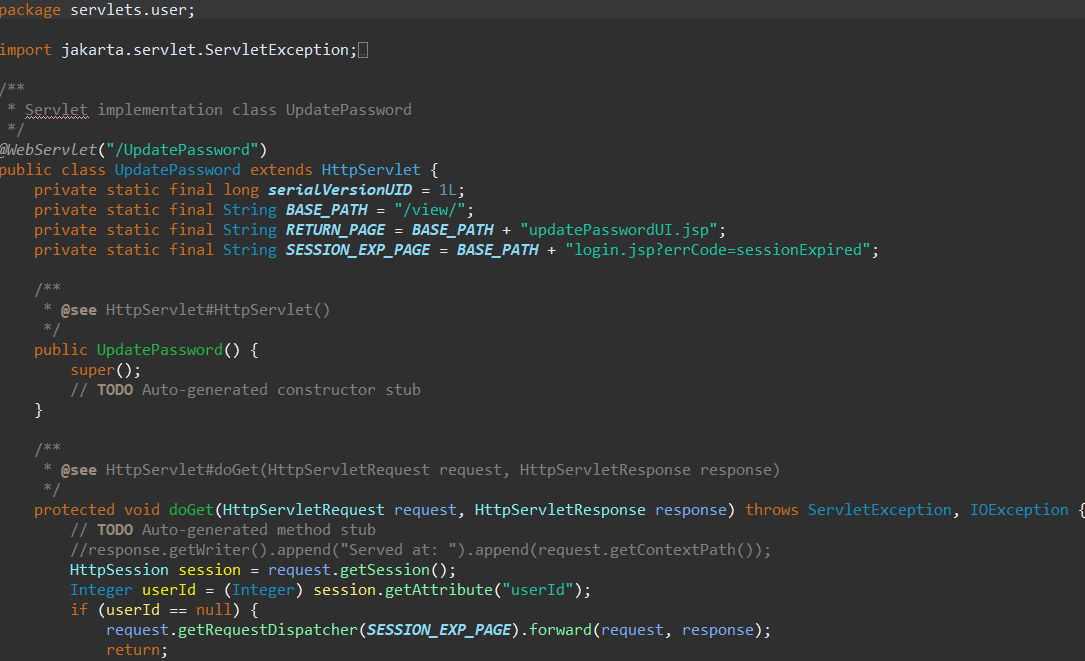 package servlets.user;
import jakarta.servlet.ServletException;
/**
* Servlet implementation class UpdatePassword
*/
@WebServlet("/UpdatePassword")
public class UpdatePassword extends HttpServlet {
private static final long serialVersionUID = 1L;
private static final String BASE_PATH = "/view/";
private static final String RETURN_PAGE = BASE_PATH + "updatePasswordUI.jsp";
private static final String SESSION_EXP_PAGE = BASE_PATH + "login.jsp?errCode=sessionExpired";
/**
* @see HttpServlet#HttpServlet()
*/
public UpdatePassword() {
super();
// TODO Auto-generated constructor stub
}
/**
* @see HttpServlet#doGet(HttpServletRequest request, HttpServletResponse response)
*/
protected void doGet(HttpServletRequest request, HttpServletResponse response) throws ServletException, IOException {
// TODO Auto-generated method stub
//response.getWriter().append("Served at: ").append(request.getContextPath());
HttpSession session = request.getSession();
Integer userId = (Integer) session.getAttribute("userId");
if (userId == null) {
request.getRequestDispatcher(SESSION_EXP_PAGE).forward(request, response);
return;